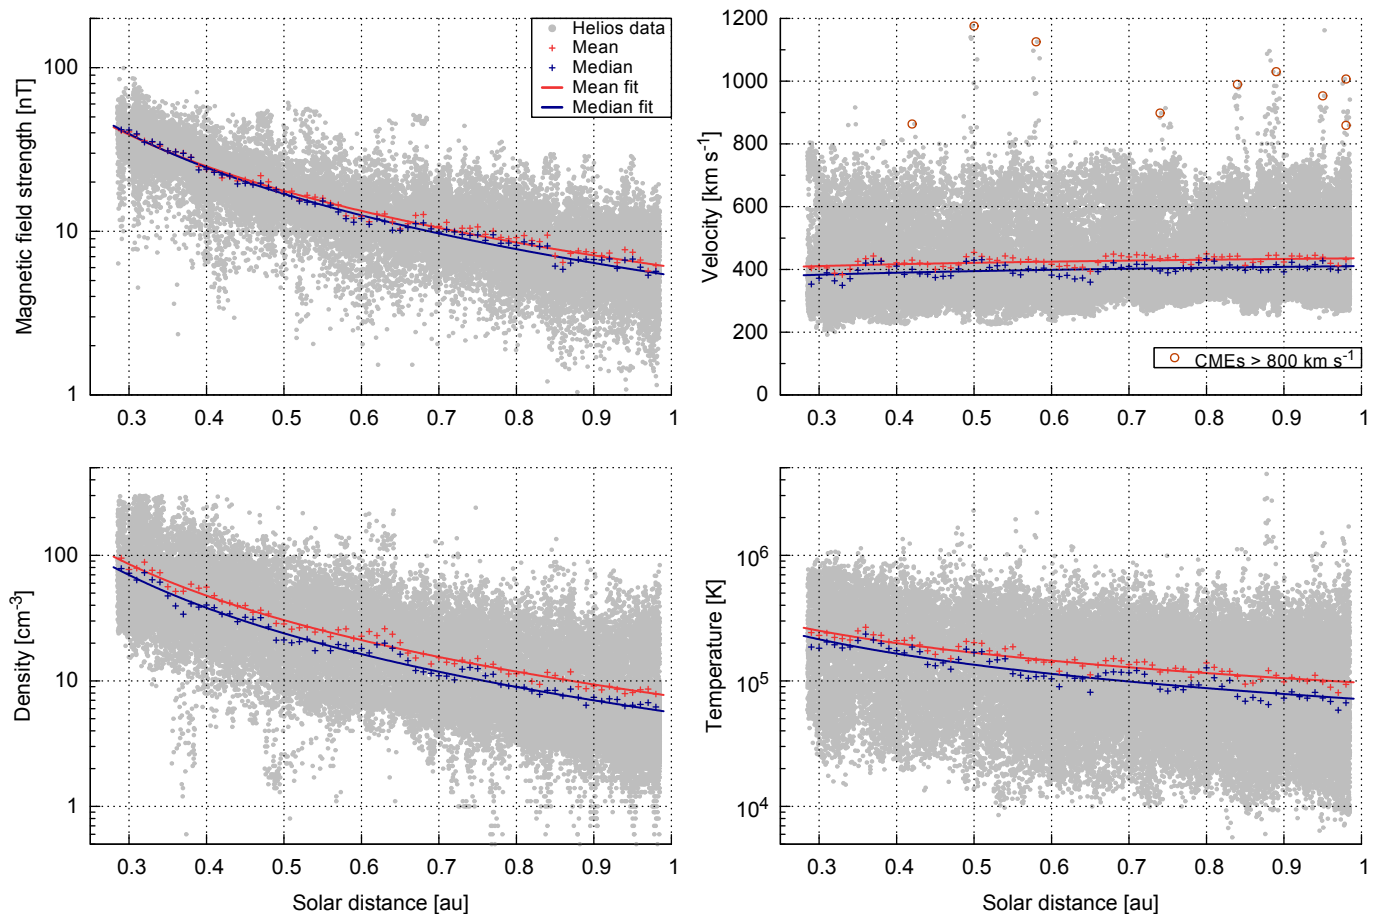 Magnetic field strength [nT]
100
10
1
0.3 0.4 0.5 0.6 0.7 0.8 0.9 1
Helios data
Mean
Median
Mean fit
Median fit
Velocity [km s-1]
1200
1000
800
600
400
200
0
0.3 0.4 0.5 0.6 0.7 0.8 0.9 1
CMEs > 800 km s-1
Density [cm-3]
100
10
1
0.3 0.4 0.5 0.6 0.7 0.8 0.9 1
Solar distance [au]
Temperature [K]
10^6
10^5
10^4
0.3 0.4 0.5 0.6 0.7 0.8 0.9 1
Solar distance [au]